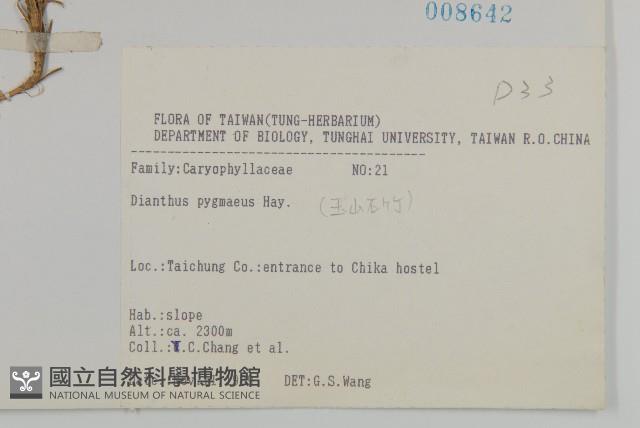 008642
D33
FLORA OF TAIWAN(TUNG-HERBARIUM)
DEPARTMENT OF BIOLOGY, TUNGHAI UNIVERSITY, TAIWAN R.O.CHINA
Family:Caryophyllaceae NO:21
Dianthus pygmaeus Hay. (玉山石竹)
Loc.:Taichung Co.:entrance to Chika hostel
Hab.:slope
Alt.:ca. 2300m
Coll.:Y.C.Chang et al.
DET:G.S.Wang
國立自然科學博物館
NATIONAL MUSEUM OF NATURAL SCIENCE